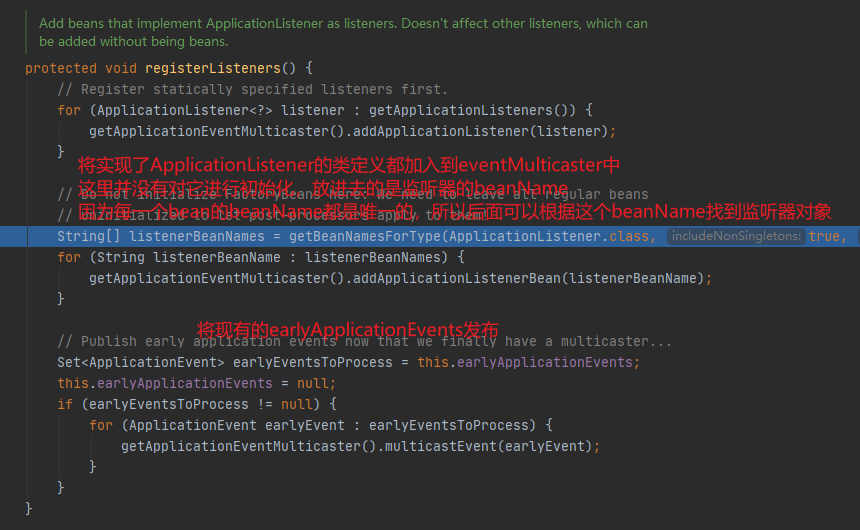 Add beans that implement ApplicationListener as listeners. Doesn't affect other listeners, which can
be added without being beans.
protected void registerListeners() {
// Register statically specified listeners first.
for (ApplicationListener<?> listener : getApplicationListeners()) {
getApplicationEventMulticaster().addApplicationListener(listener);
}
将实现了ApplicationListener的类定义都加入到eventMulticaster中
这里并没有对它进行初始化，放进去的是监听器的beanName
// Do not initialize FactoryBeans here: We need to leave all regular beans
因为每一个bean的beanName都是唯一的，所以后面可以根据这个beanName找到监听器对象
// uninitialized to let post-processors apply to them!
String[] listenerBeanNames = getBeanNamesForType(ApplicationListener.class, includeNonSingletons: true,
for (String listenerBeanName : listenerBeanNames) {
getApplicationEventMulticaster().addApplicationListenerBean(listenerBeanName);
}
将现有的earlyApplicationEvents发布
// Publish early application events now that we finally have a multicaster...
Set<ApplicationEvent> earlyEventsToProcess = this.earlyApplicationEvents;
this.earlyApplicationEvents = null;
if (earlyEventsToProcess != null) {
for (ApplicationEvent earlyEvent : earlyEventsToProcess) {
getApplicationEventMulticaster().multicastEvent(earlyEvent);
}
}
}